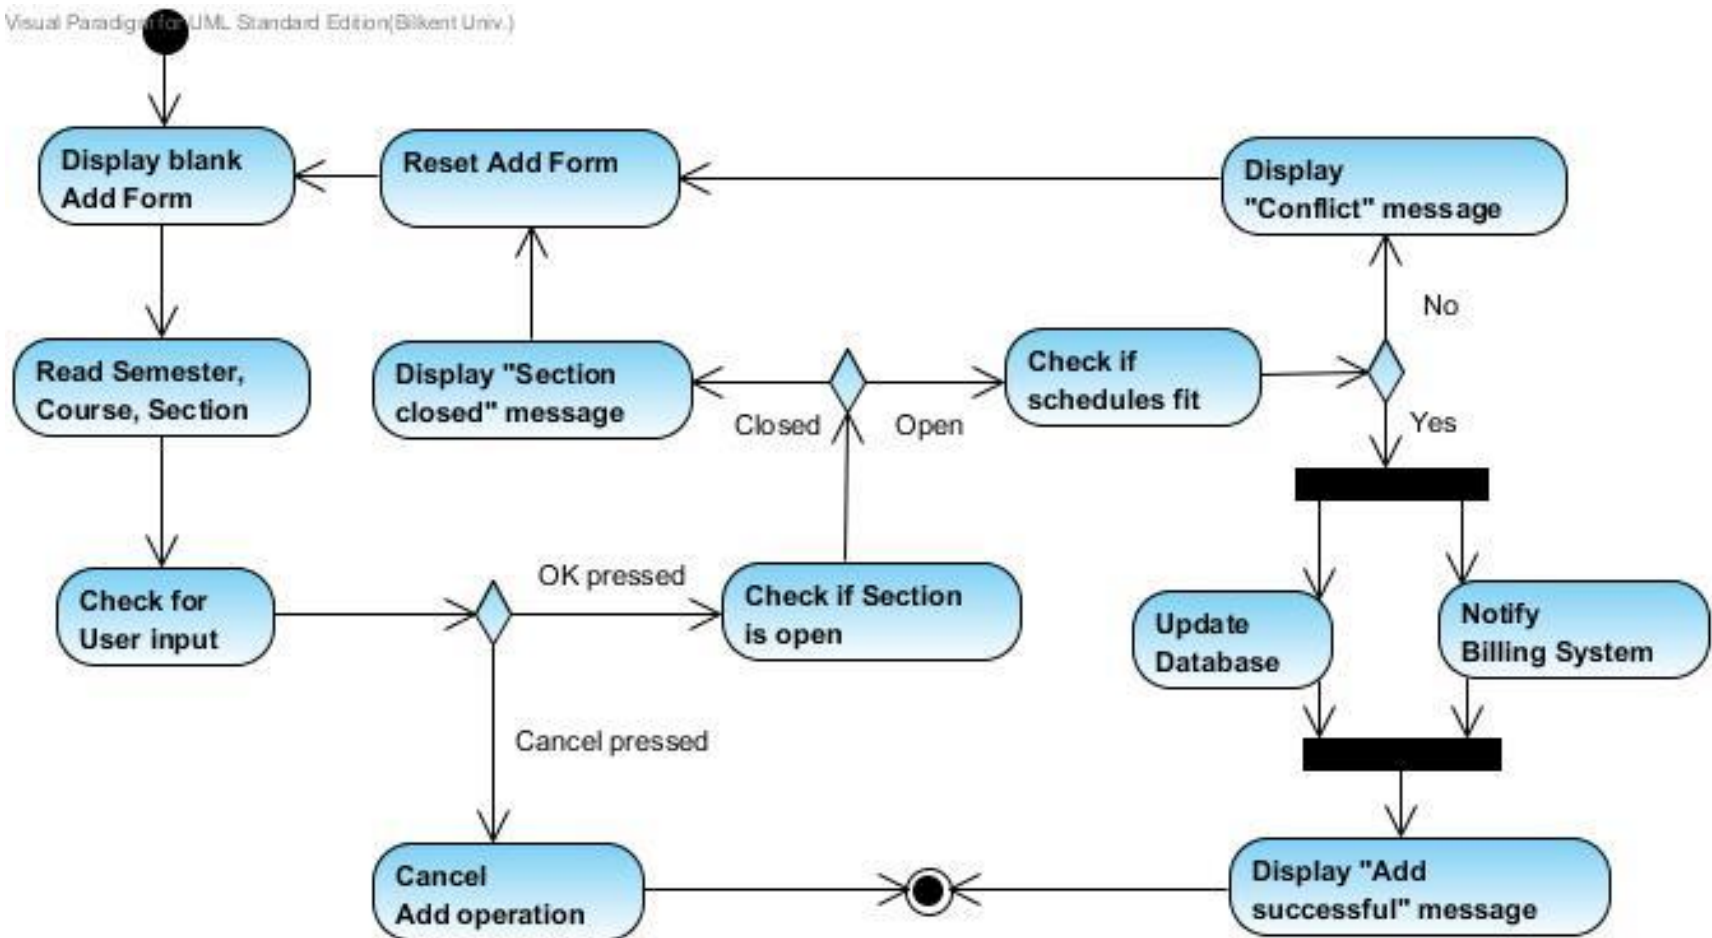 Visual Paradigm for UML Standard Edition(Bilkent Univ.)
Display blank
Add Form
Reset Add Form
Display
"Conflict" message
No
Read Semester,
Course, Section
Display "Section
closed" message
Closed
Open
Check if
schedules fit
Yes
Check for
User input
OK pressed
Check if Section
is open
Update
Database
Notify
Billing System
Cancel pressed
Cancel
Add operation
Display "Add
successful" message